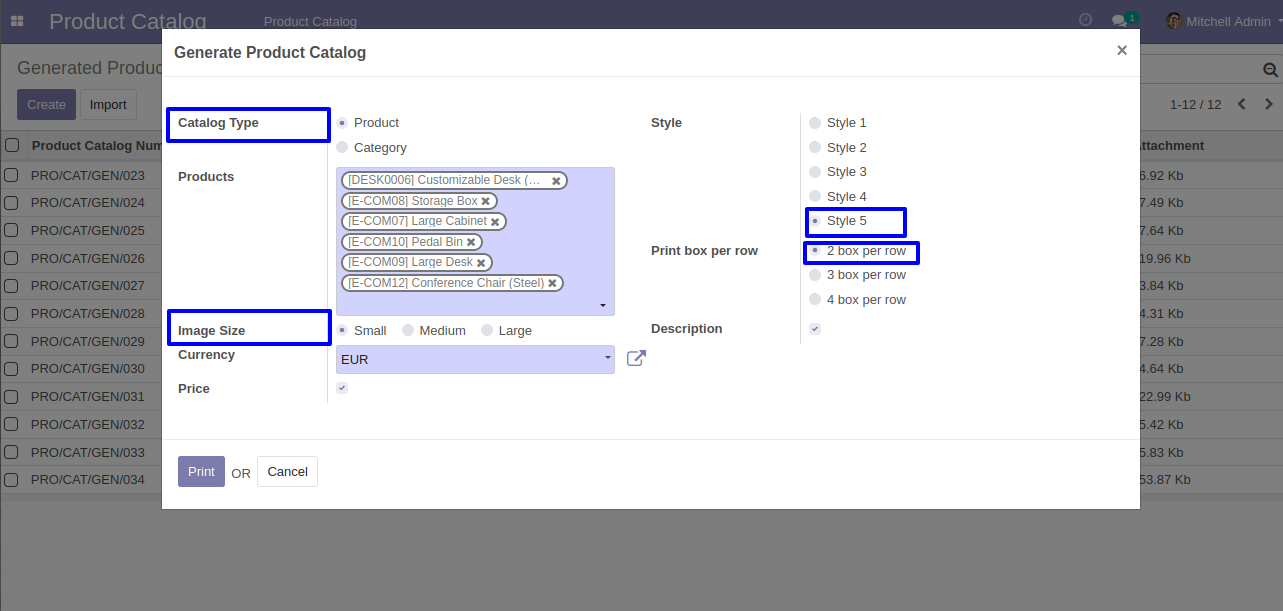 Product Catalog
Product Catalog
1
Mitchell Admin
Generated Produc
Create
Import
1-12 / 12
Product Catalog Num
Attachment
PRO/CAT/GEN/023
6.92 Kb
PRO/CAT/GEN/024
7.49 Kb
PRO/CAT/GEN/025
7.64 Kb
PRO/CAT/GEN/026
19.96 Kb
PRO/CAT/GEN/027
3.84 Kb
PRO/CAT/GEN/028
4.31 Kb
PRO/CAT/GEN/029
7.28 Kb
PRO/CAT/GEN/030
4.64 Kb
PRO/CAT/GEN/031
22.99 Kb
PRO/CAT/GEN/032
5.42 Kb
PRO/CAT/GEN/033
5.83 Kb
PRO/CAT/GEN/034
53.87 Kb
Generate Product Catalog
Catalog Type
Product
Category
Products
[DESK0006] Customizable Desk (...
[E-COM08] Storage Box
[E-COM07] Large Cabinet
[E-COM10] Pedal Bin
[E-COM09] Large Desk
[E-COM12] Conference Chair (Steel)
Image Size
Small
Medium
Large
Currency
EUR
Price
Style
Style 1
Style 2
Style 3
Style 4
Style 5
Print box per row
2 box per row
3 box per row
4 box per row
Description
Print
OR
Cancel